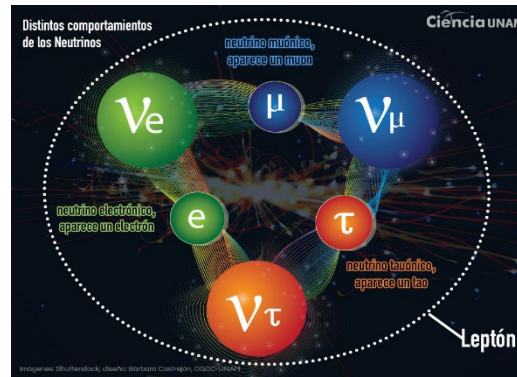 Distintos comportamientos
de los Neutrinos
Ciencia UNAM
neutrino muónico,
aparece un muon
νe
μ
νμ
neutrino electrónico,
aparece un electrón
e
τ
neutrino tauónico,
aparece un tao
ντ
Leptón
Imágenes: Shutterstock; diseño: Bárbara Castrejón, DGDC-UNAM